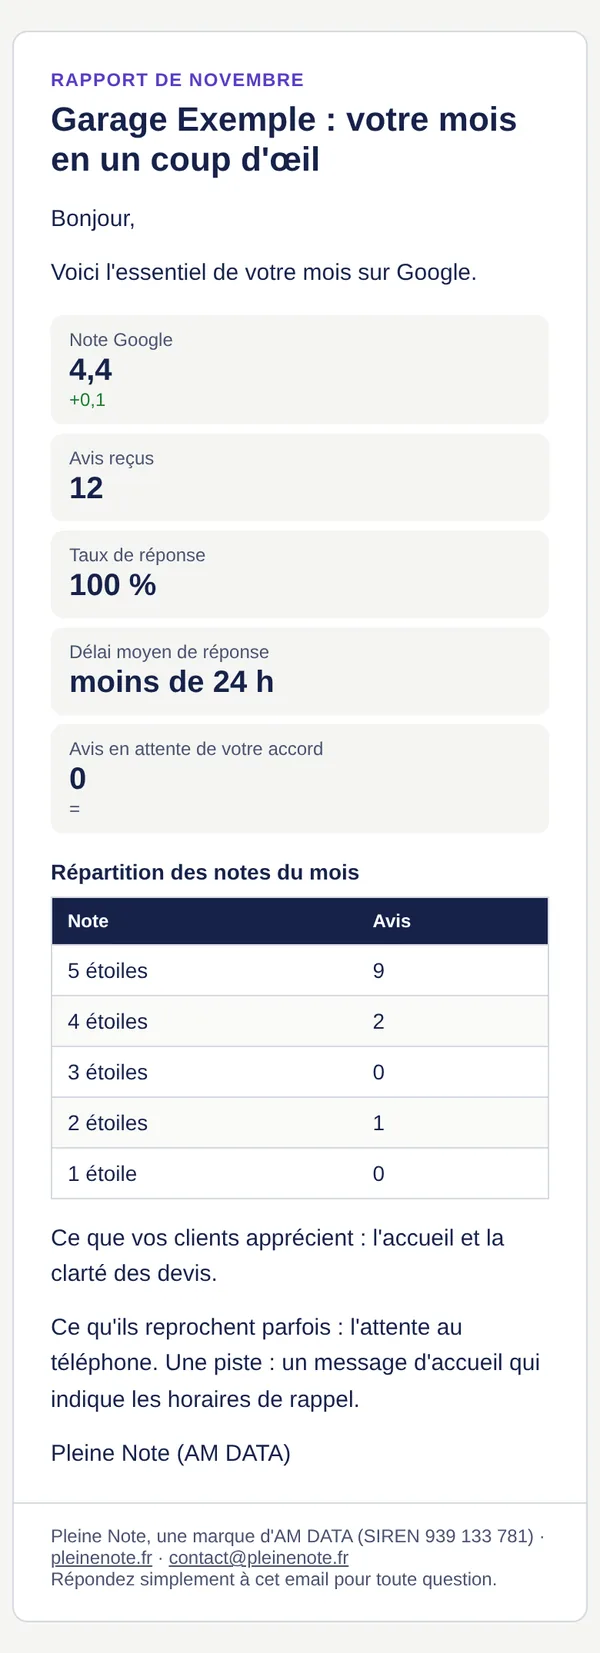 RAPPORT DE NOVEMBRE
Garage Exemple : votre mois
en un coup d'œil
Bonjour,
Voici l'essentiel de votre mois sur Google.
Note Google
4,4
+0,1
Avis reçus
12
Taux de réponse
100 %
Délai moyen de réponse
moins de 24 h
Avis en attente de votre accord
0
=
Répartition des notes du mois
Note Avis
5 étoiles 9
4 étoiles 2
3 étoiles 0
2 étoiles 1
1 étoile 0
Ce que vos clients apprécient : l'accueil et la
clarté des devis.
Ce qu'ils reprochent parfois : l'attente au
téléphone. Une piste : un message d'accueil qui
indique les horaires de rappel.
Pleine Note (AM DATA)
Pleine Note, une marque d'AM DATA (SIREN 939 133 781) ·
pleinenote.fr · contact@pleinenote.fr
Répondez simplement à cet email pour toute question.